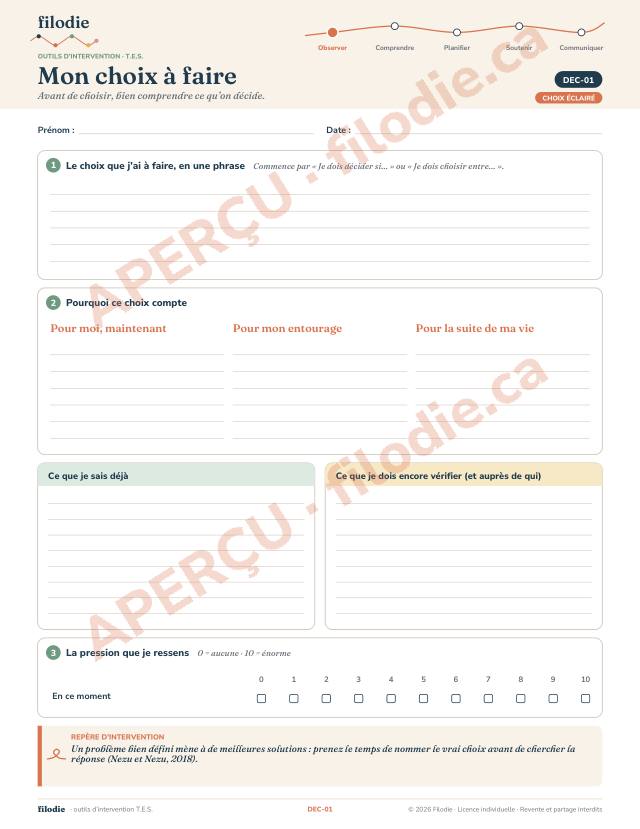 filodie
OUTILS D'INTERVENTION · T.E.S.
Observer Comprendre Planifier Soutenir Communiquer
Mon choix à faire
Avant de choisir, bien comprendre ce qu'on décide.
DEC-01
CHOIX ÉCLAIRÉ
Prénom : Date :
1 Le choix que j'ai à faire, en une phrase Commence par « Je dois décider si... » ou « Je dois choisir entre... ».
2 Pourquoi ce choix compte
Pour moi, maintenant Pour mon entourage Pour la suite de ma vie
Ce que je sais déjà Ce que je dois encore vérifier (et auprès de qui)
3 La pression que je ressens 0 = aucune · 10 = énorme
0 1 2 3 4 5 6 7 8 9 10
En ce moment
REPÈRE D'INTERVENTION
Un problème bien défini mène à de meilleures solutions : prenez le temps de nommer le vrai choix avant de chercher la
réponse (Nezu et Nezu, 2018).
filodie · outils d'intervention T.E.S. DEC-01 © 2026 Filodie · Licence individuelle · Revente et partage interdits
APERÇU · filodie.ca
APERÇU · filodie.ca